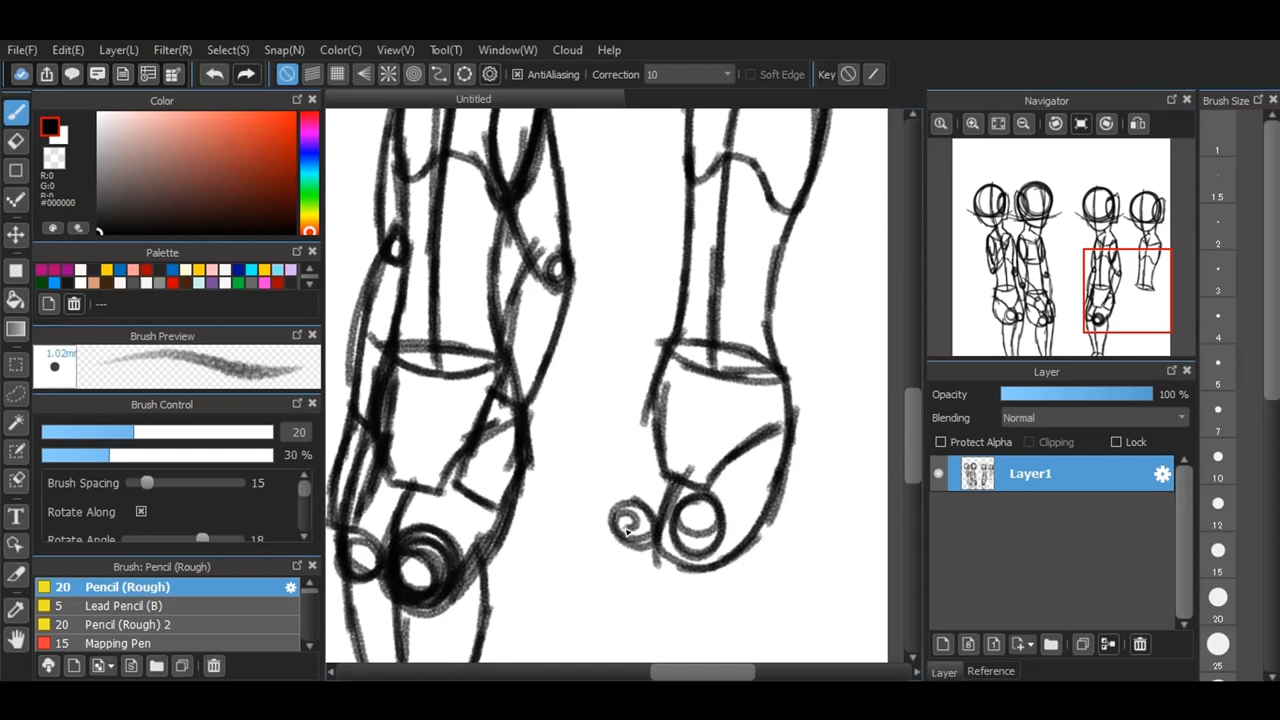 File(F) Edit(E) Layer(L) Filter(R) Select(S) Snap(N) Color(C) View(V) Tool(T) Window(W) Cloud Help
AntiAliasing Correction 10 Soft Edge Key
Color
Untitled
Navigator
Brush Size
R:0
G:0
B:0
#000000
Palette
---
Brush Preview
1.02mm
Brush Control
20
30 %
Brush Spacing 15
Rotate Along
Rotate Angle 18
Brush: Pencil (Rough)
20 Pencil (Rough)
5 Lead Pencil (B)
20 Pencil (Rough) 2
15 Mapping Pen
Layer
Opacity 100 %
Blending Normal
Protect Alpha Clipping Lock
Layer1
Layer Reference
1
1.5
2
3
4
5
7
10
12
15
20
25